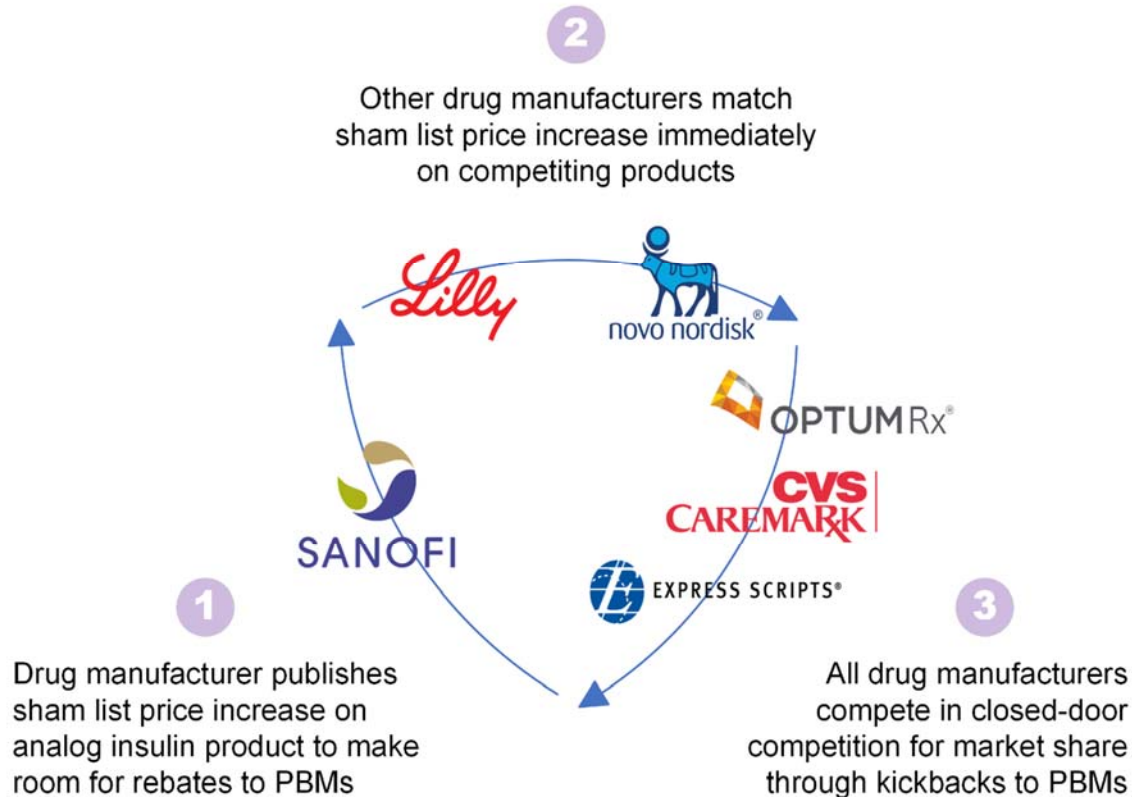 2
Other drug manufacturers match
sham list price increase immediately
on competiting products
Lilly
novo nordisk®
OPTUMRx®
CVS
CAREMARK
SANOFI
EXPRESS SCRIPTS®
1
Drug manufacturer publishes
sham list price increase on
analog insulin product to make
room for rebates to PBMs
3
All drug manufacturers
compete in closed-door
competition for market share
through kickbacks to PBMs